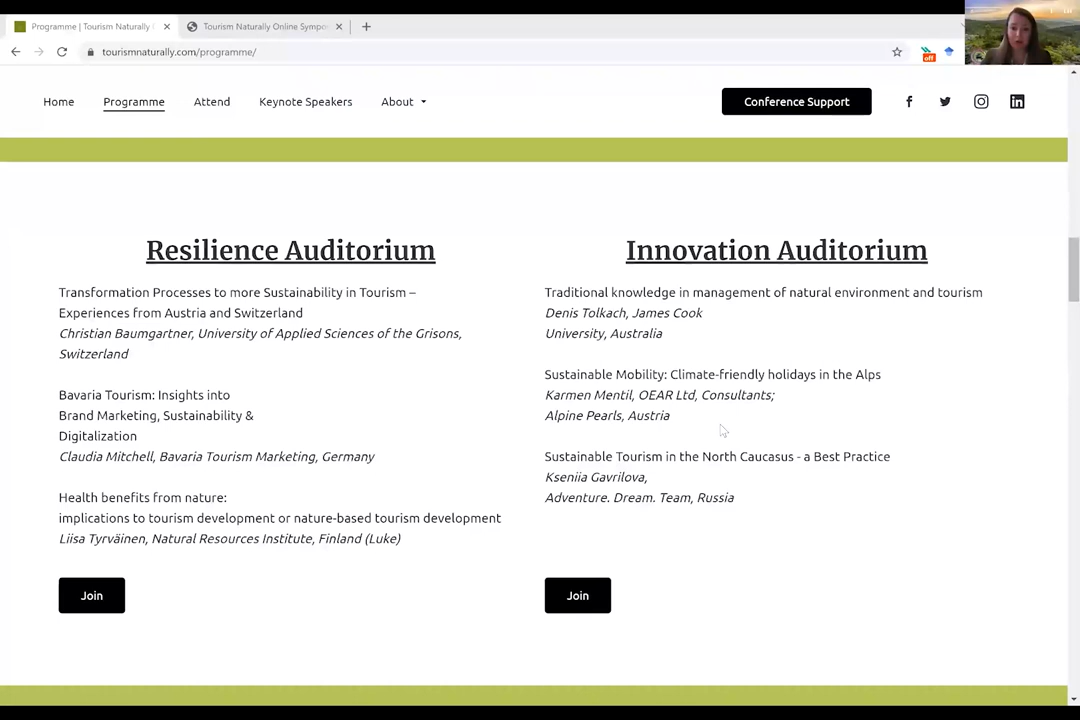 Programme | Tourism Naturally
Tourism Naturally Online Sympo
tourismnaturally.com/programme/
off
Home
Programme
Attend
Keynote Speakers
About
Conference Support
Resilience Auditorium
Transformation Processes to more Sustainability in Tourism –
Experiences from Austria and Switzerland
Christian Baumgartner, University of Applied Sciences of the Grisons,
Switzerland
Bavaria Tourism: Insights into
Brand Marketing, Sustainability &
Digitalization
Claudia Mitchell, Bavaria Tourism Marketing, Germany
Health benefits from nature:
implications to tourism development or nature-based tourism development
Liisa Tyrväinen, Natural Resources Institute, Finland (Luke)
Join
Innovation Auditorium
Traditional knowledge in management of natural environment and tourism
Denis Tolkach, James Cook
University, Australia
Sustainable Mobility: Climate-friendly holidays in the Alps
Karmen Mentil, OEAR Ltd, Consultants;
Alpine Pearls, Austria
Sustainable Tourism in the North Caucasus - a Best Practice
Kseniia Gavrilova,
Adventure. Dream. Team, Russia
Join